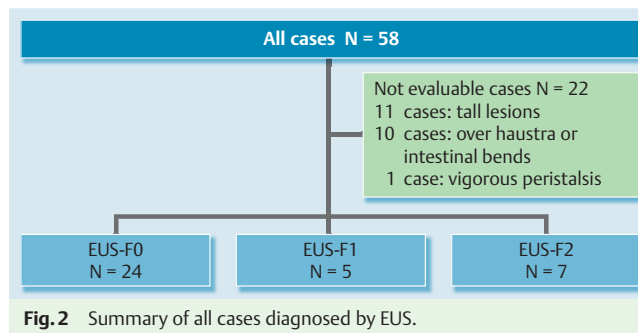 All cases N = 58
Not evaluable cases N = 22
11 cases: tall lesions
10 cases: over haustra or
intestinal bends
1 case: vigorous peristalsis
EUS-F0
N = 24
EUS-F1
N = 5
EUS-F2
N = 7
Fig. 2 Summary of all cases diagnosed by EUS.